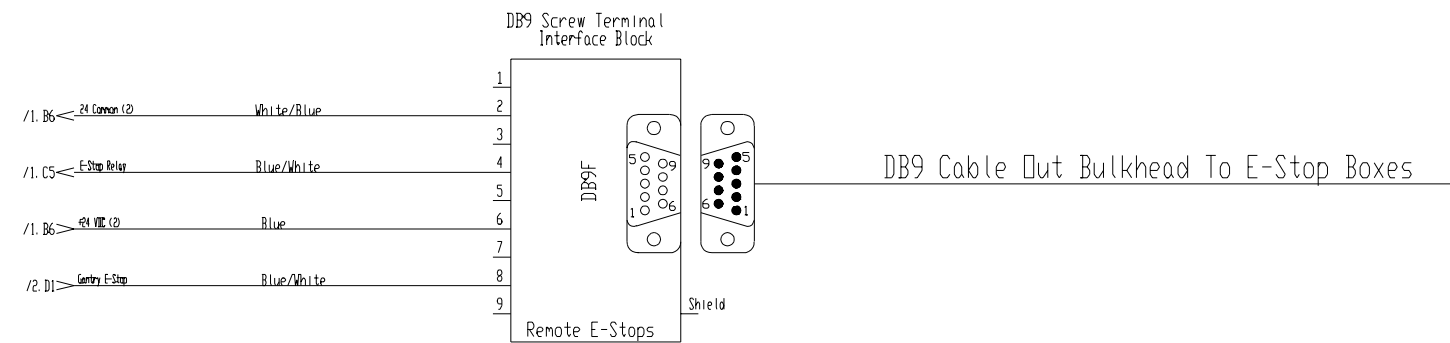 DB9 Screw Terminal
Interface Block
1
/1. B6 24 Common (2) White/Blue 2
3
/1. C5 E-Stop Relay Blue/White 4
5
/1. B6 +24 VDC (2) Blue 6
7
/2. D1 Gantry E-Stop Blue/White 8
9
DB9F
5 9
1 6
9 5
6 1
DB9 Cable Out Bulkhead To E-Stop Boxes
Shield
Remote E-Stops